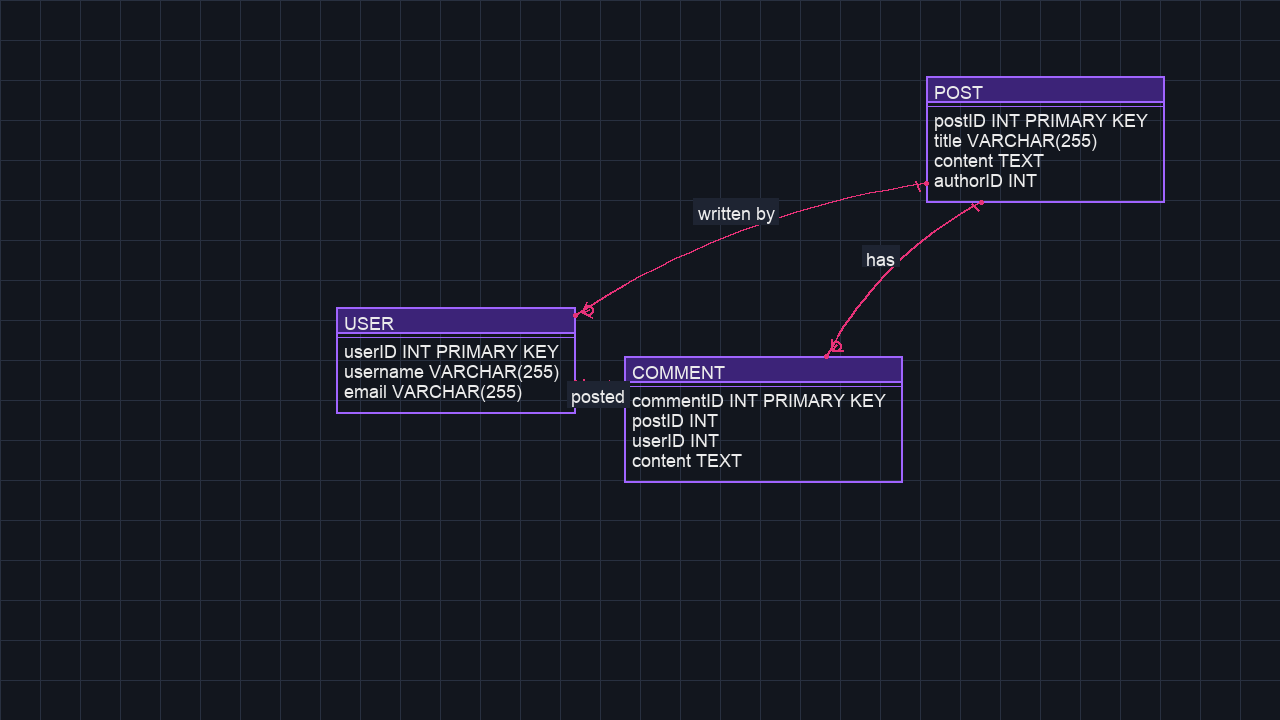 POST
postID INT PRIMARY KEY
title VARCHAR(255)
content TEXT
authorID INT
written by
has
USER
userID INT PRIMARY KEY
username VARCHAR(255)
email VARCHAR(255)
posted
COMMENT
commentID INT PRIMARY KEY
postID INT
userID INT
content TEXT